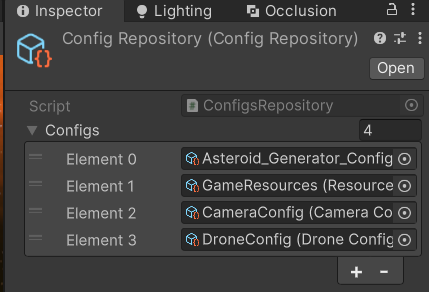 Inspector Lighting Occlusion
Config Repository (Config Repository)
Open
Script ConfigsRepository
Configs 4
Element 0 Asteroid_Generator_Config
Element 1 GameResources (Resource
Element 2 CameraConfig (Camera Co
Element 3 DroneConfig (Drone Config
+ -